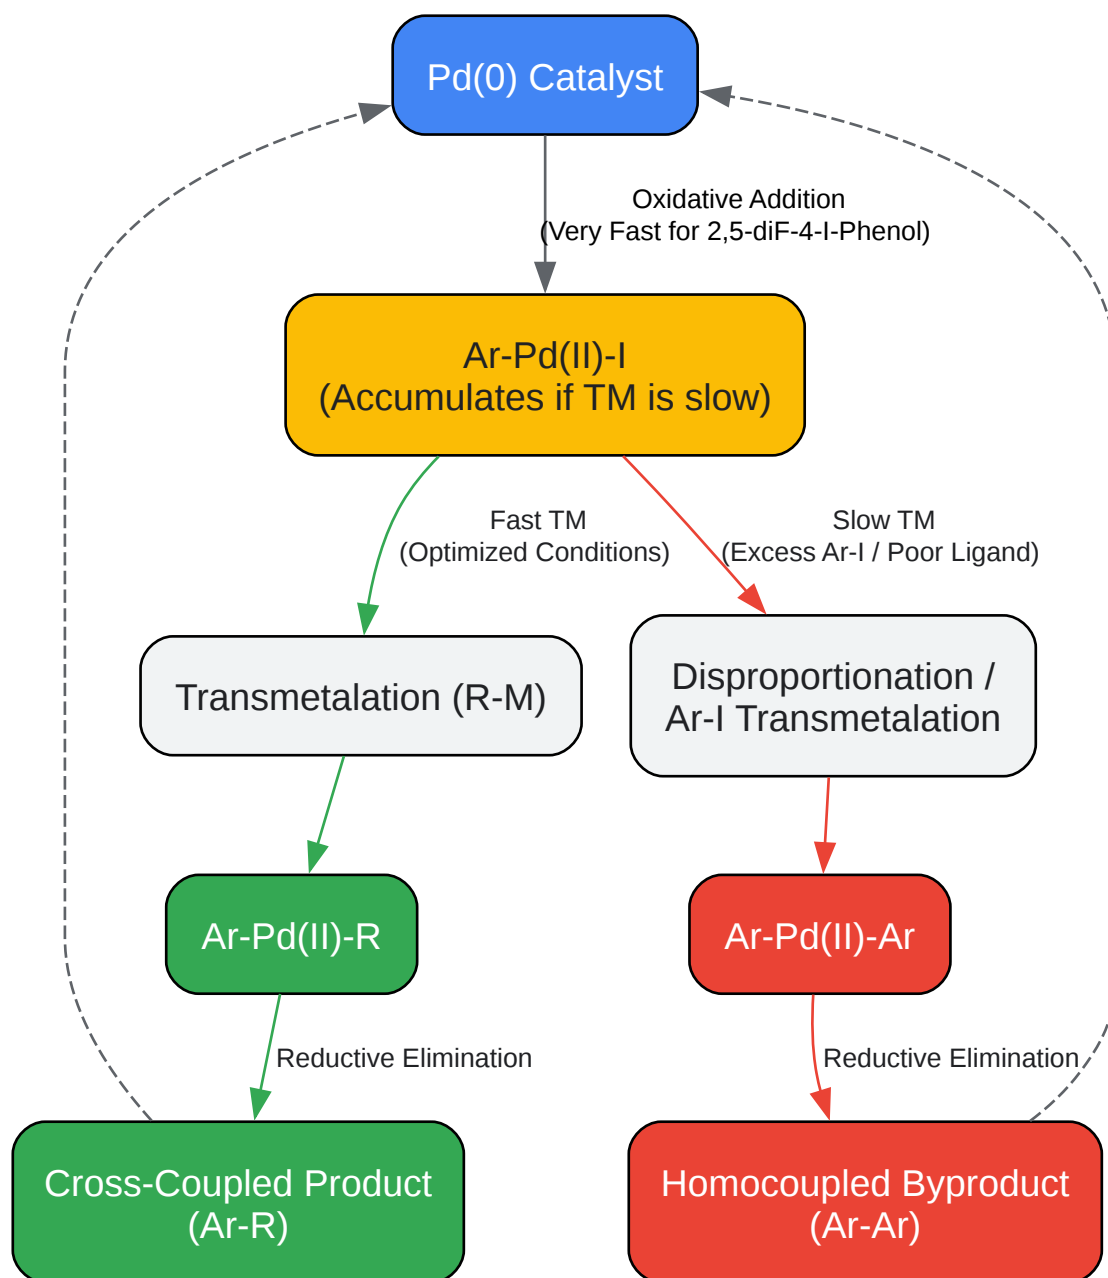 Pd(0) Catalyst
Oxidative Addition
(Very Fast for 2,5-diF-4-I-Phenol)
Ar-Pd(II)-I
(Accumulates if TM is slow)
Fast TM
(Optimized Conditions)
Slow TM
(Excess Ar-I / Poor Ligand)
Transmetalation (R-M)
Disproportionation /
Ar-I Transmetalation
Ar-Pd(II)-R
Ar-Pd(II)-Ar
Reductive Elimination
Reductive Elimination
Cross-Coupled Product
(Ar-R)
Homocoupled Byproduct
(Ar-Ar)